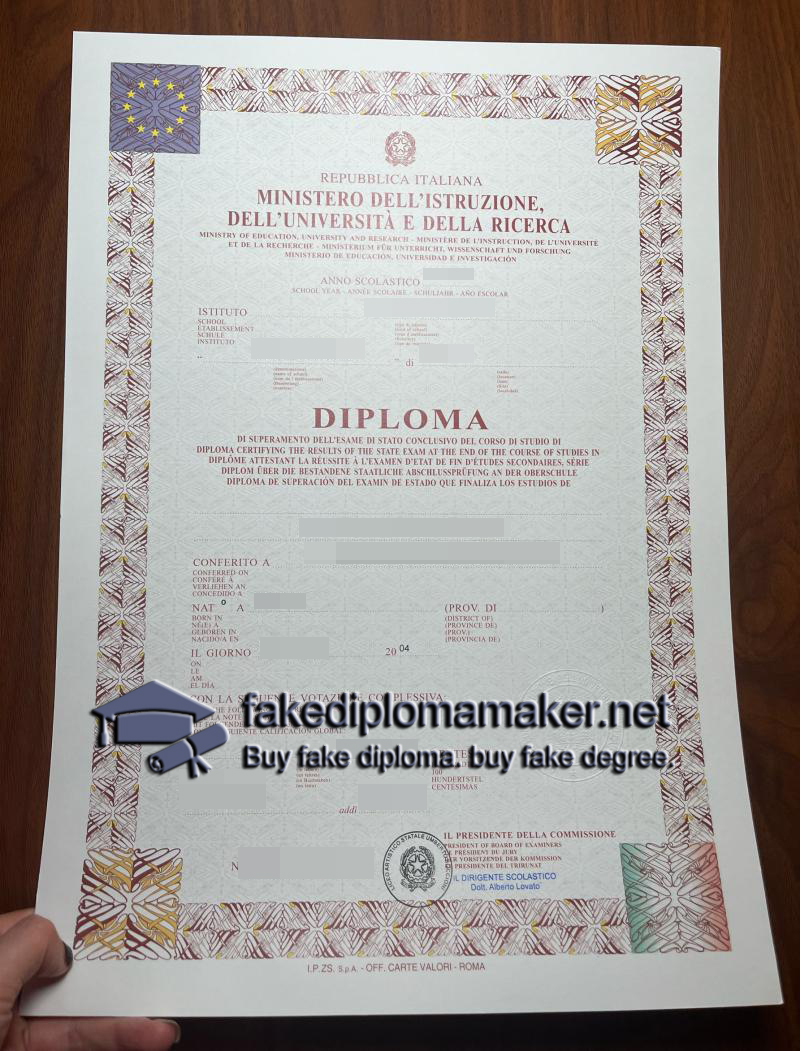 REPUBBLICA ITALIANA
MINISTERO DELL'ISTRUZIONE,
DELL'UNIVERSITÀ E DELLA RICERCA
MINISTRY OF EDUCATION, UNIVERSITY AND RESEARCH - MINISTÈRE DE L'INSTRUCTION, DE L'UNIVERSITÉ
ET DE LA RECHERCHE - MINISTERIUM FÜR UNTERRICHT, WISSENSCHAFT UND FORSCHUNG
MINISTERIO DE EDUCACIÓN, UNIVERSIDAD E INVESTIGACIÓN
ANNO SCOLASTICO
SCHOOL YEAR - ANNÉE SCOLAIRE - SCHULJAHR - AÑO ESCOLAR
ISTITUTO
SCHOOL
ÉTABLISSEMENT
SCHULE
INSTITUTO
" " di
DIPLOMA
DI SUPERAMENTO DELL'ESAME DI STATO CONCLUSIVO DEL CORSO DI STUDIO DI
DIPLOMA CERTIFYING THE RESULTS OF THE STATE EXAM AT THE END OF THE COURSE OF STUDIES IN
DIPLÔME ATTESTANT LA RÉUSSITE À L'EXAMEN D'ETAT DE FIN D'ÉTUDES SECONDAIRES, SÉRIE
DIPLOM ÜBER DIE BESTANDENE STAATLICHE ABSCHLUSSPRÜFUNG AN DER OBERSCHULE
DIPLOMA DE SUPERACIÓN DEL EXAMIN DE ESTADO QUE FINALIZA LOS ESTUDIOS DE
CONFERITO A
CONFERRED ON
CONFÉRÉ À
VERLIEHEN AN
CONCEDIDO A
NAT o A (PROV. DI )
BORN IN (DISTRICT OF)
NÉ(E) À (PROVINCE DE)
GEBOREN IN (PROV.)
NACIDO/A EN (PROVINCIA DE)
IL GIORNO 20 04
ON
LE
AM
EL DÍA
CON LA SEGUENTE VOTAZIONE COMPLESSIVA:
fakediplomamaker.net
Buy fake diploma. buy fake degree.
100
HUNDERTSTEL
CENTESIMAS
addì
IL PRESIDENTE DELLA COMMISSIONE
PRESIDENT OF BOARD OF EXAMINERS
PRÉSIDENT DU JURY
VORSITZENDE DER KOMMISSION
PRESIDENTE DEL TRIRUNAT
IL DIRIGENTE SCOLASTICO
Dott. Alberto Lovato
N
I.P.ZS. S.p.A. - OFF. CARTE VALORI - ROMA